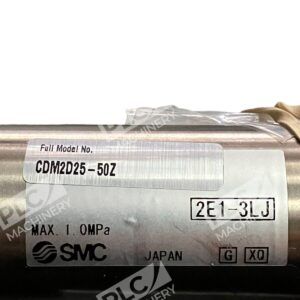 Full Model No.
CDM2D25-50Z
2E1-3LJ
MAX. 1.0MPa
SMC JAPAN G XQ
PLC
MACHINERY